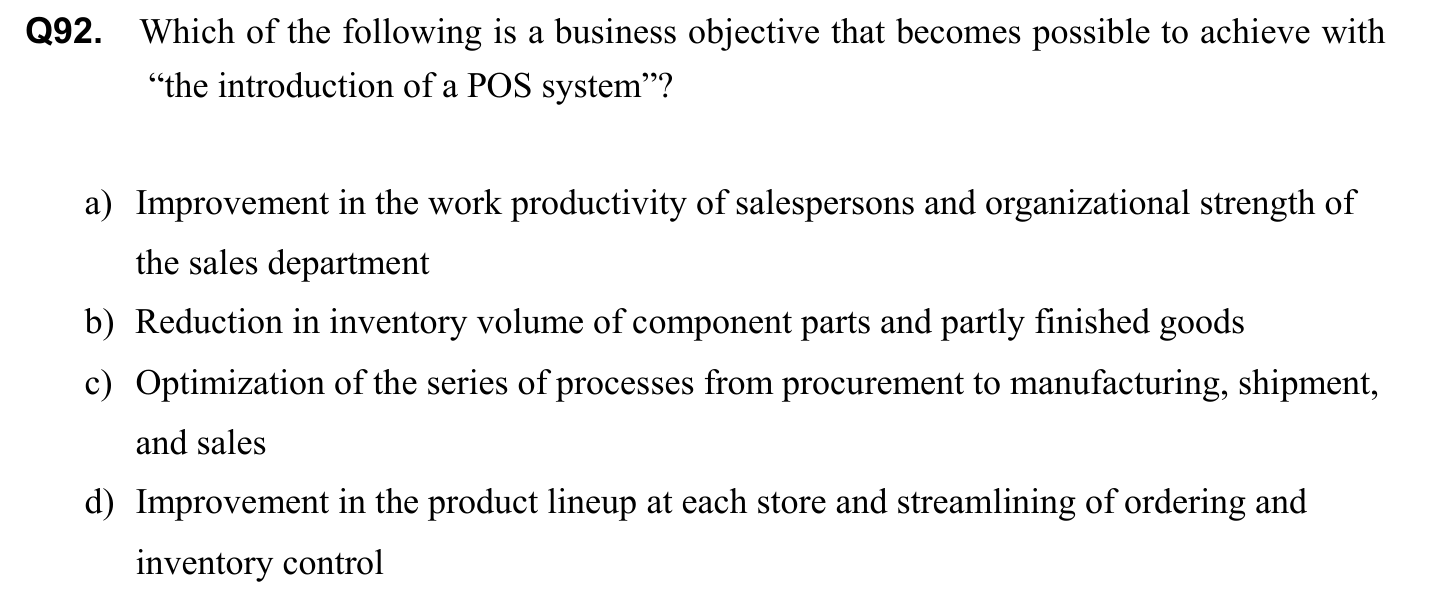 Q92. Which of the following is a business objective that becomes possible to achieve with
“the introduction of a POS system”?
a) Improvement in the work productivity of salespersons and organizational strength of
the sales department
b) Reduction in inventory volume of component parts and partly finished goods
c) Optimization of the series of processes from procurement to manufacturing, shipment,
and sales
d) Improvement in the product lineup at each store and streamlining of ordering and
inventory control